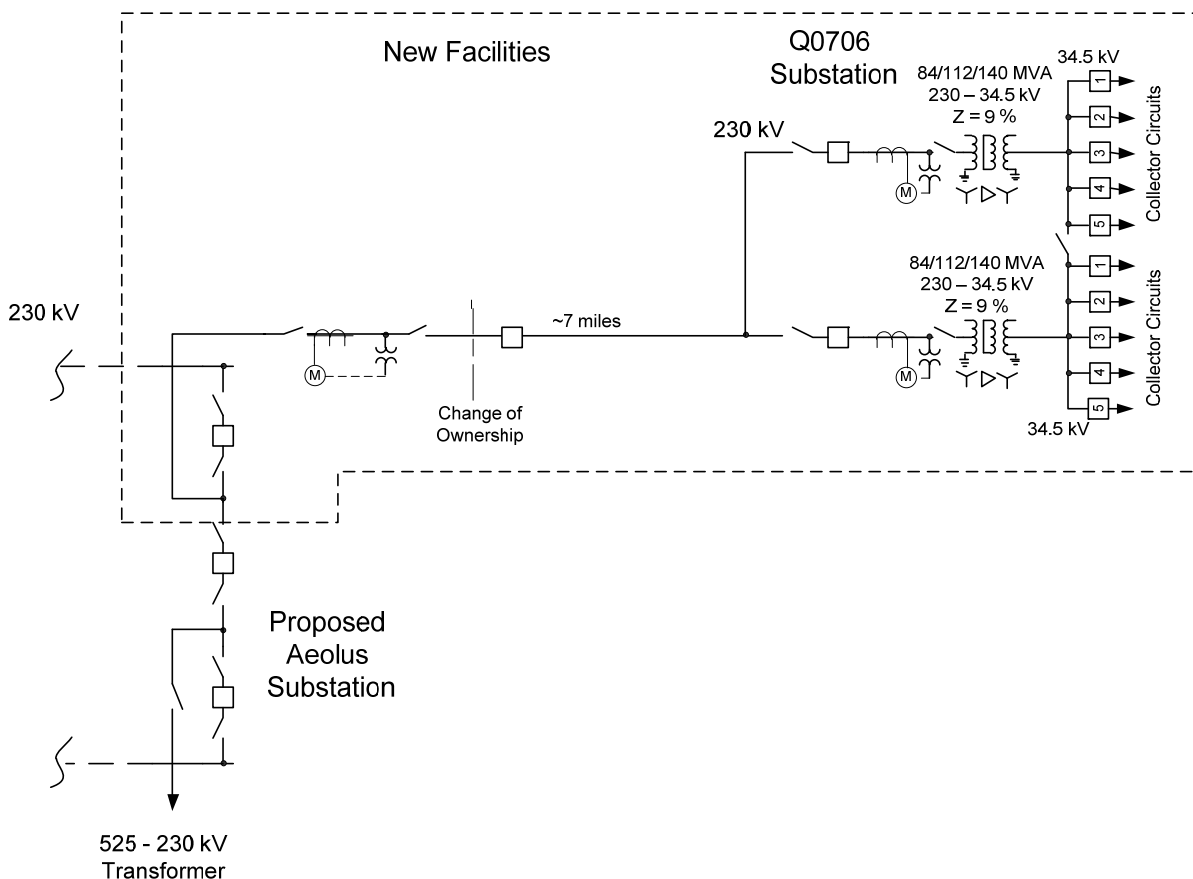 New Facilities
Q0706
Substation
84/112/140 MVA
230 – 34.5 kV
Z = 9 %
34.5 kV
1
2
3
4
5
Collector Circuits
230 kV
M
84/112/140 MVA
230 – 34.5 kV
Z = 9 %
1
2
3
4
5
Collector Circuits
34.5 kV
M
230 kV
~7 miles
M
Change of
Ownership
Proposed
Aeolus
Substation
525 - 230 kV
Transformer